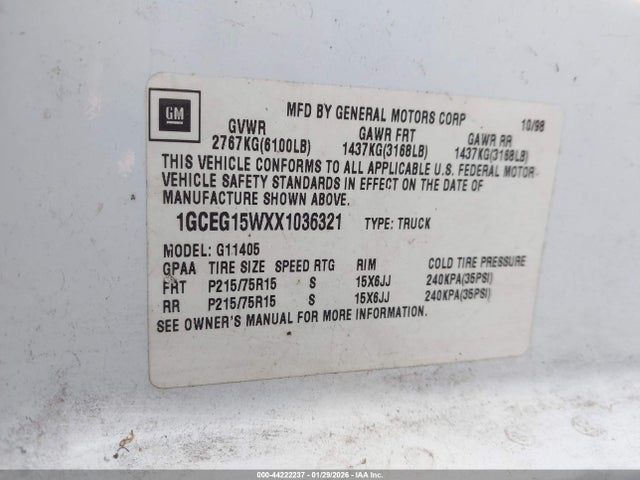 GM
MFD BY GENERAL MOTORS CORP 10/98
GVWR GAWR FRT GAWR RR
2767KG(6100LB) 1437KG(3168LB) 1437KG(3168LB)
THIS VEHICLE CONFORMS TO ALL APPLICABLE U.S. FEDERAL MOTOR
VEHICLE SAFETY STANDARDS IN EFFECT ON THE DATE OF
MANUFACTURE SHOWN ABOVE.
1GCEG15WXX1036321 TYPE: TRUCK
MODEL: G11405
GPAA TIRE SIZE SPEED RTG RIM COLD TIRE PRESSURE
FRT P215/75R15 S 15X6JJ 240KPA(35PSI)
RR P215/75R15 S 15X6JJ 240KPA(35PSI)
SEE OWNER'S MANUAL FOR MORE INFORMATION.
000-44222237 - 01/29/2026 - IAA Inc.